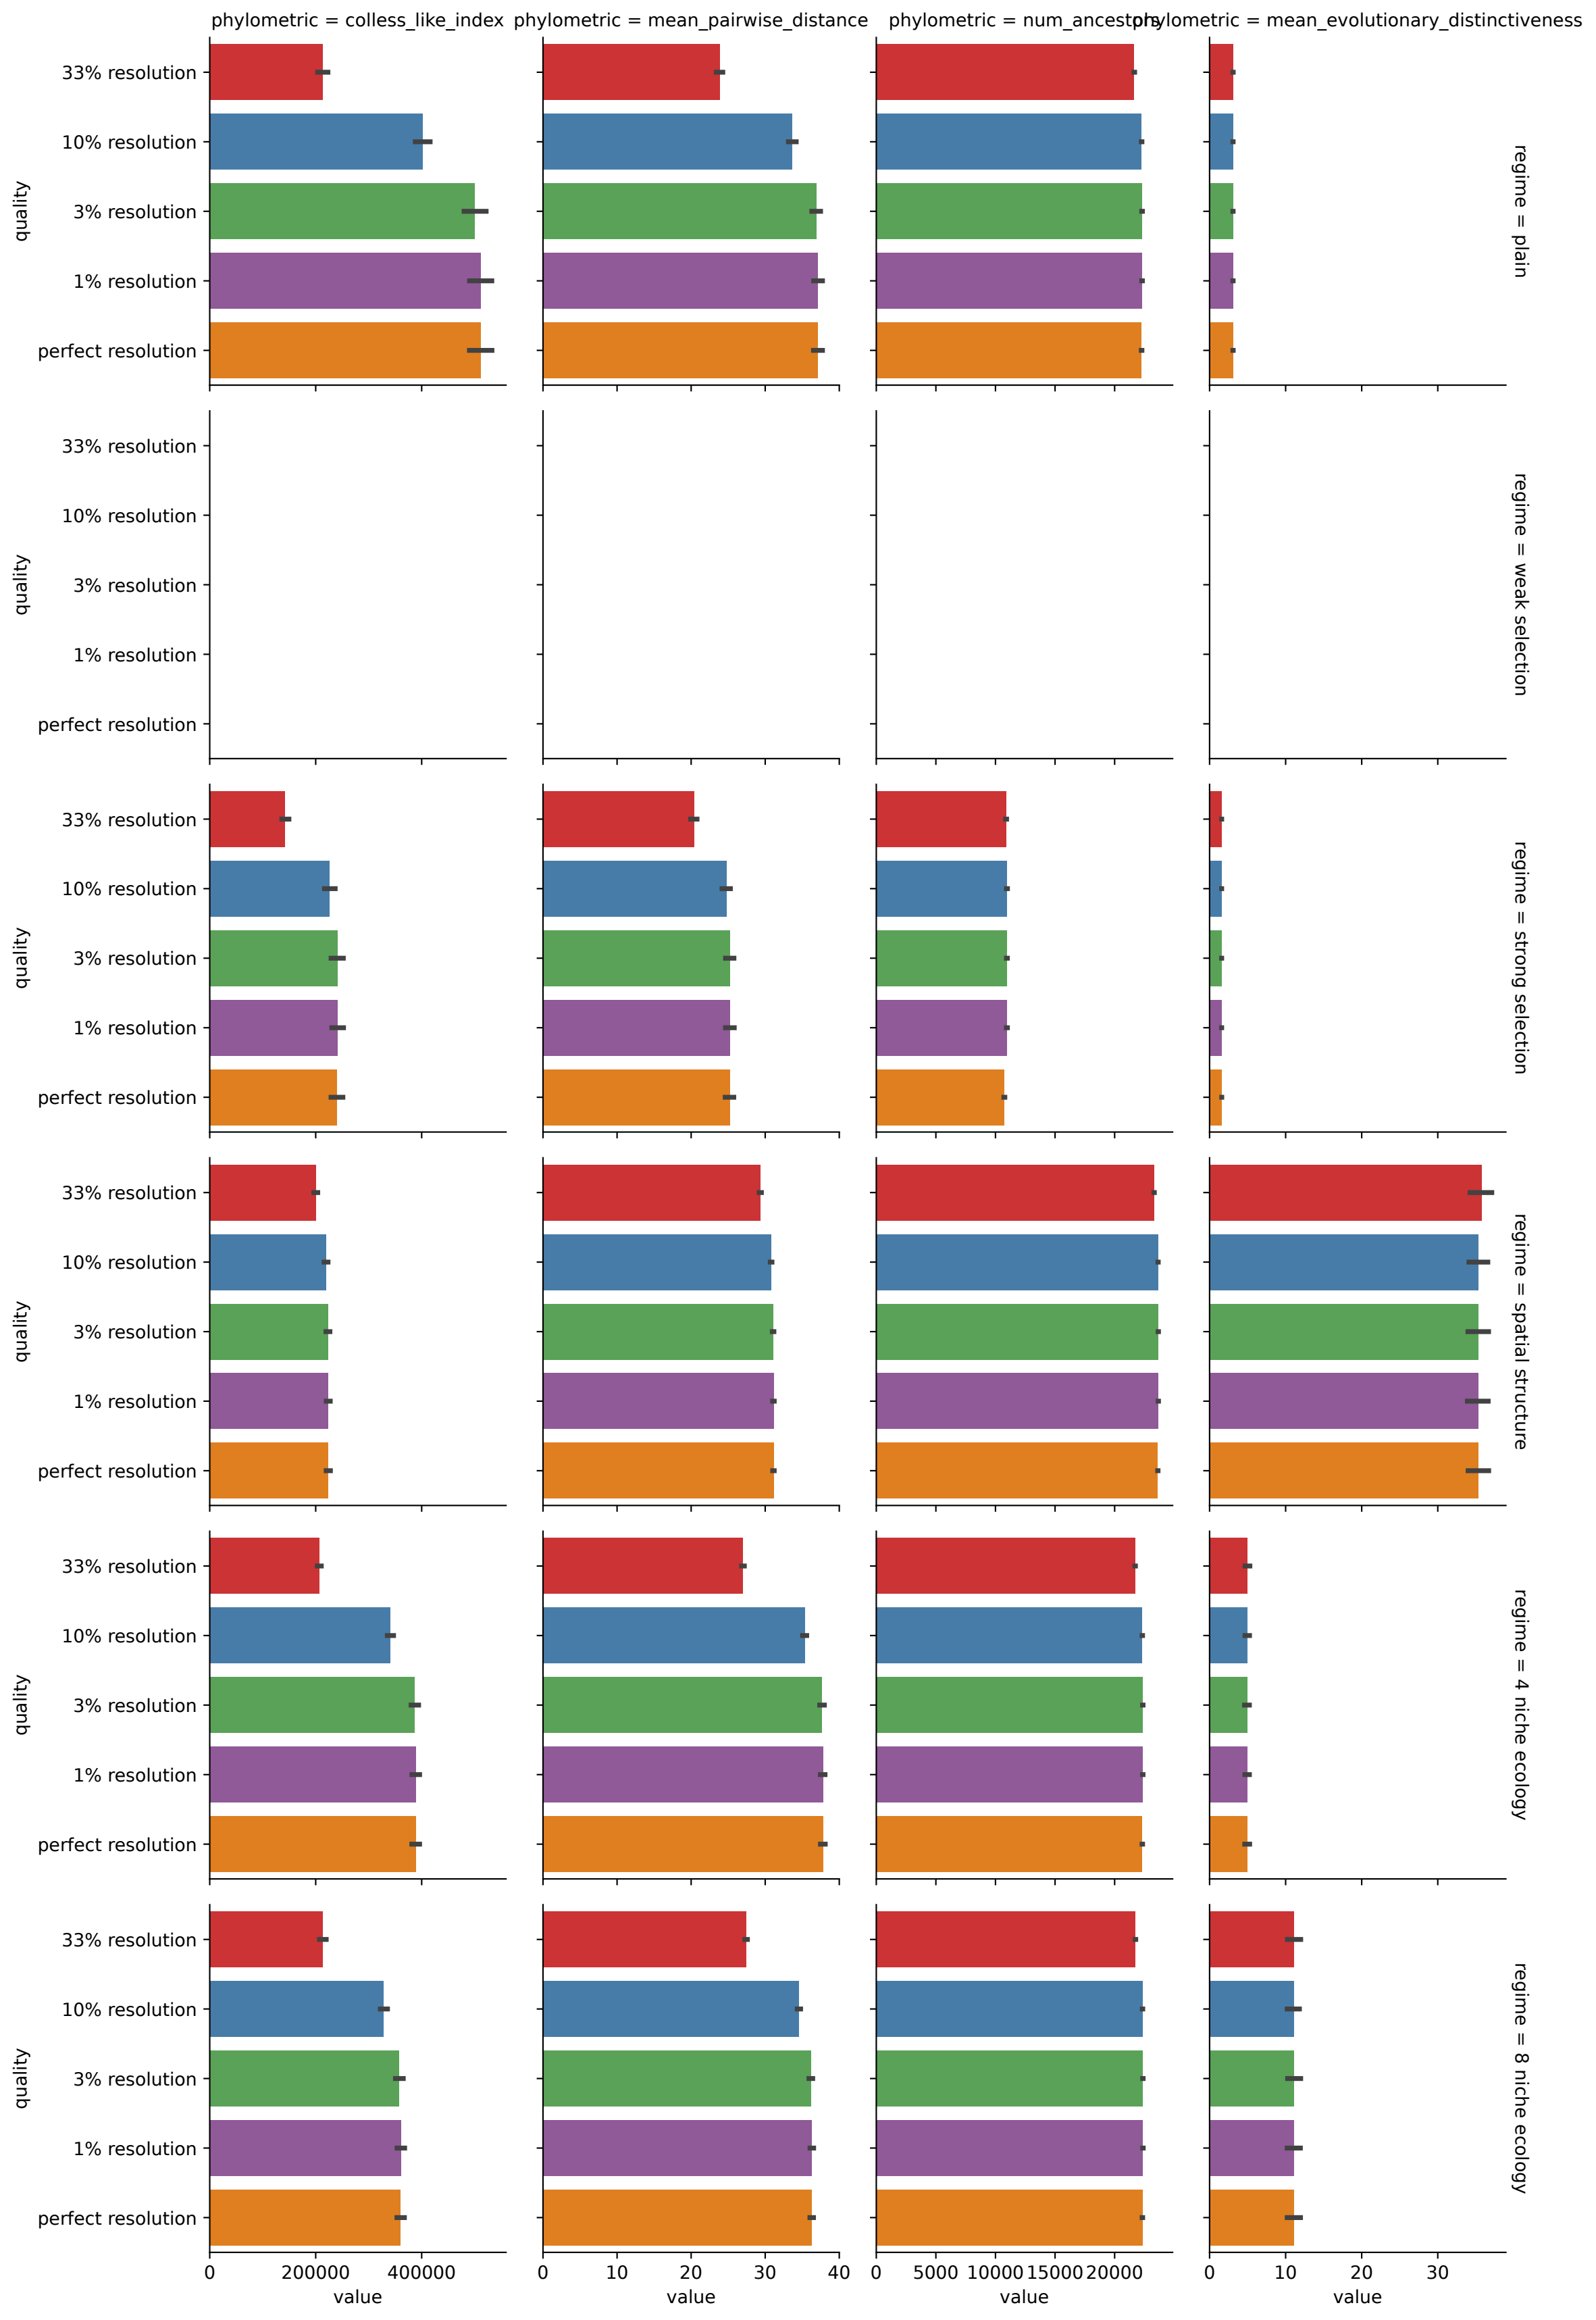 phylometric = colless_like_index
phylometric = mean_pairwise_distance
phylometric = num_ancestors
phylometric = mean_evolutionary_distinctiveness
quality
33% resolution
10% resolution
3% resolution
1% resolution
perfect resolution
regime = plain
quality
33% resolution
10% resolution
3% resolution
1% resolution
perfect resolution
regime = weak selection
quality
33% resolution
10% resolution
3% resolution
1% resolution
perfect resolution
regime = strong selection
quality
33% resolution
10% resolution
3% resolution
1% resolution
perfect resolution
regime = spatial structure
quality
33% resolution
10% resolution
3% resolution
1% resolution
perfect resolution
regime = 4 niche ecology
quality
33% resolution
10% resolution
3% resolution
1% resolution
perfect resolution
regime = 8 niche ecology
0 200000 400000
value
0 10 20 30 40
value
0 5000 10000 15000 20000
value
0 10 20 30
value